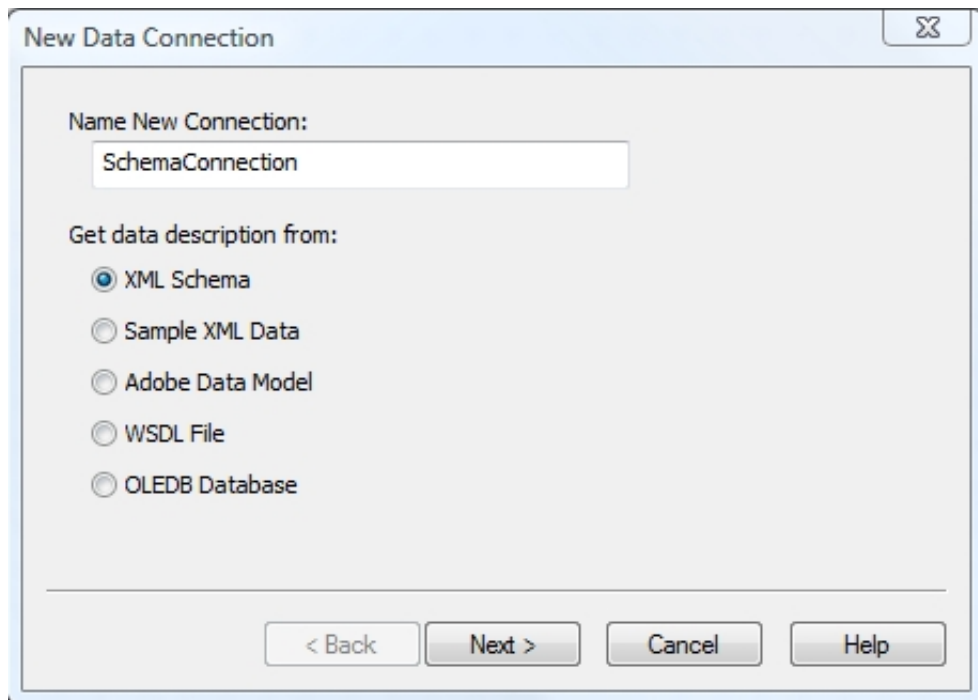 New Data Connection
Name New Connection:
SchemaConnection
Get data description from:
XML Schema
Sample XML Data
Adobe Data Model
WSDL File
OLEDB Database
< Back Next > Cancel Help